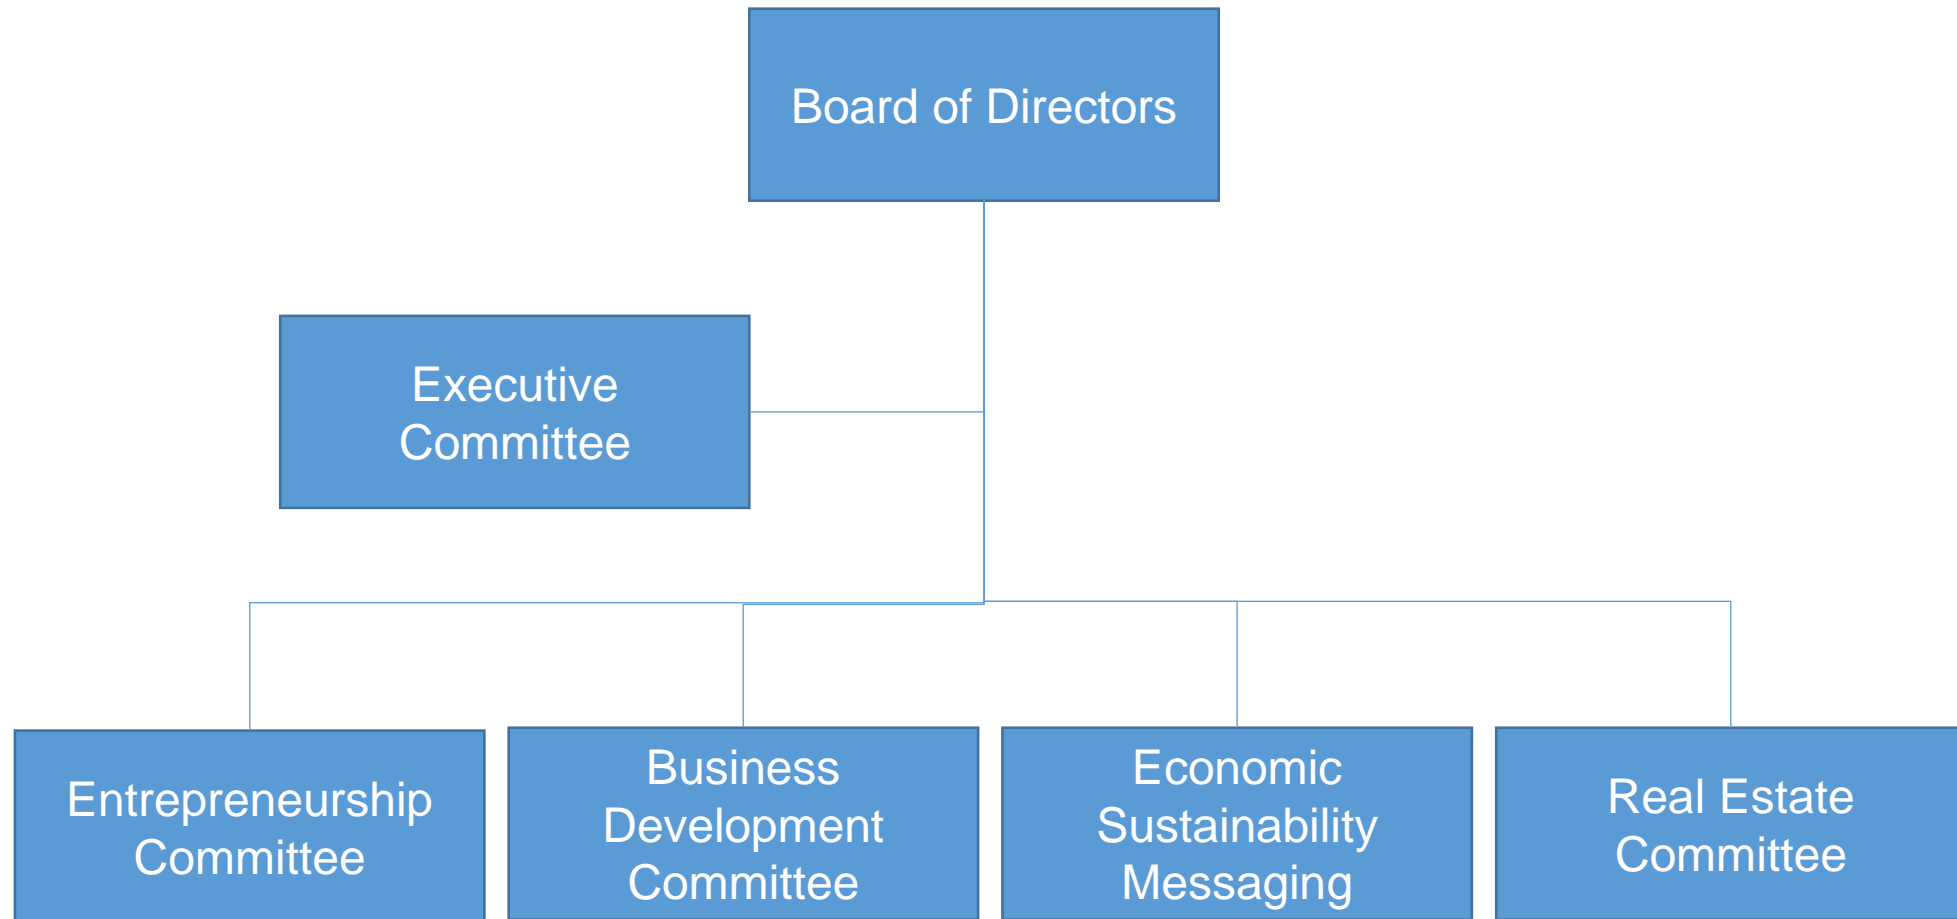 Board of Directors
Executive
Committee
Entrepreneurship
Committee
Business
Development
Committee
Economic
Sustainability
Messaging
Real Estate
Committee